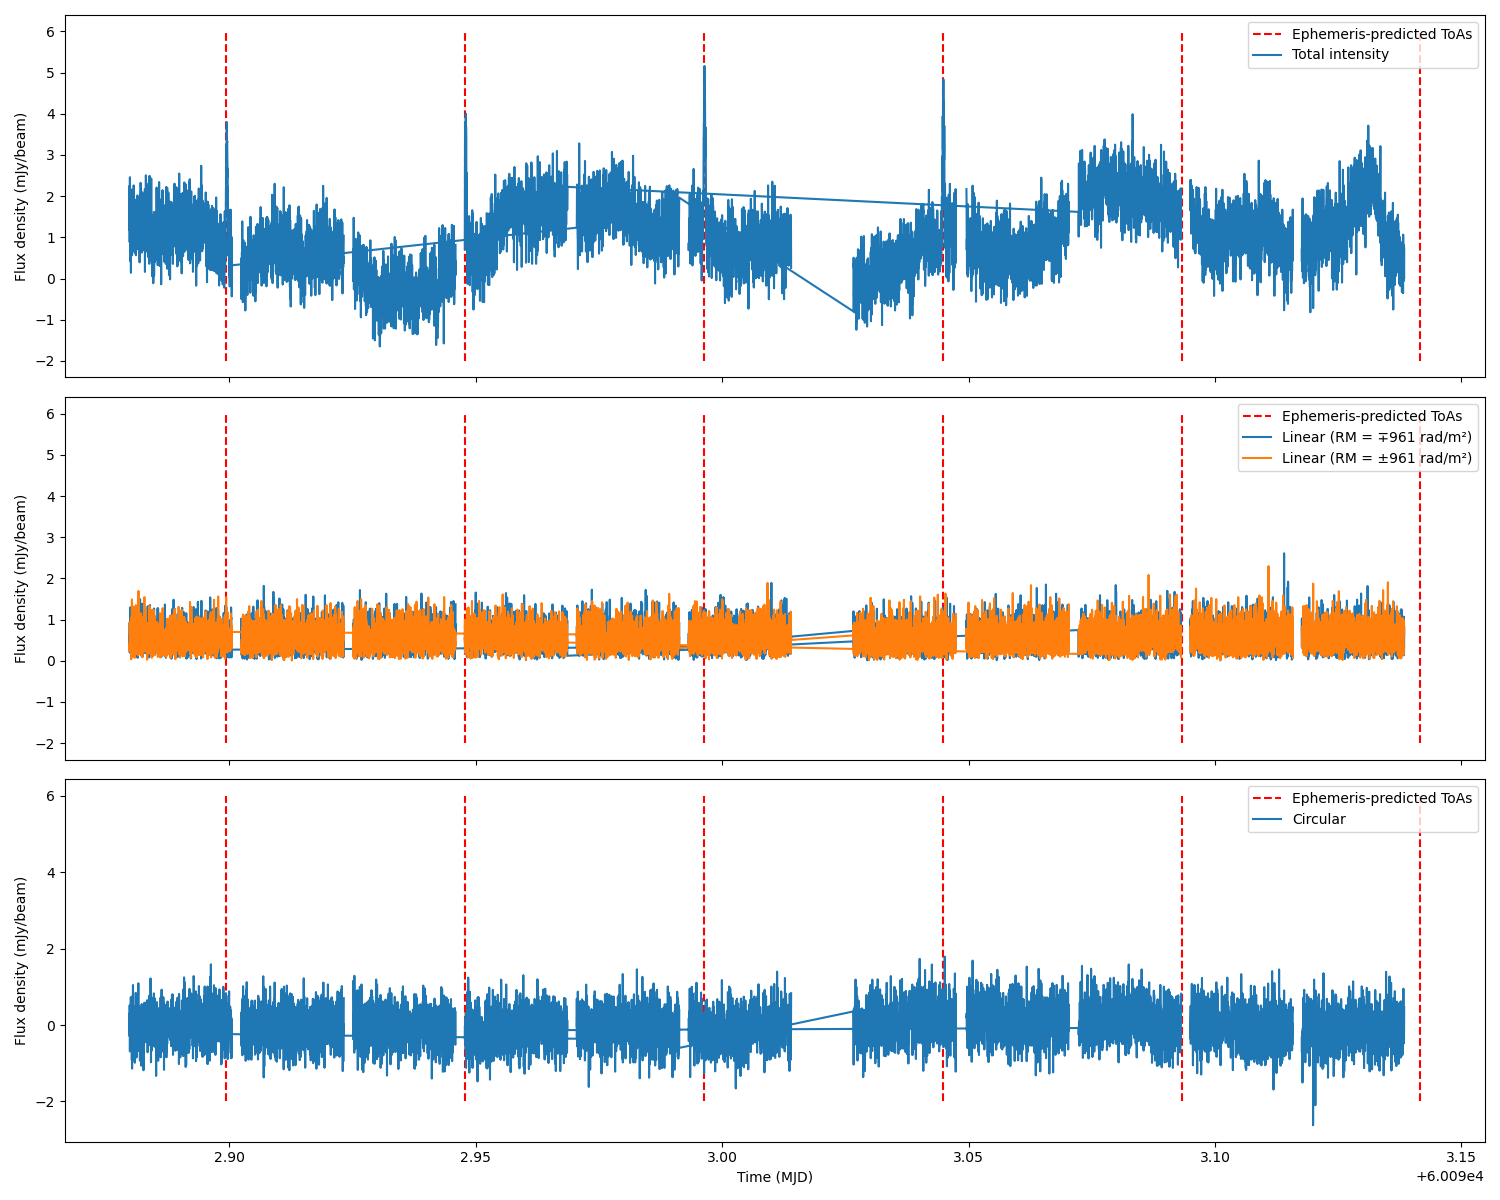 6
5
4
3
2
1
0
−1
−2
Flux density (mJy/beam)
Ephemeris-predicted ToAs
Total intensity
6
5
4
3
2
1
0
−1
−2
Flux density (mJy/beam)
Ephemeris-predicted ToAs
Linear (RM = ∓961 rad/m²)
Linear (RM = ±961 rad/m²)
6
4
2
0
−2
Flux density (mJy/beam)
Ephemeris-predicted ToAs
Circular
2.90 2.95 3.00 3.05 3.10 3.15
Time (MJD)
+6.009e4